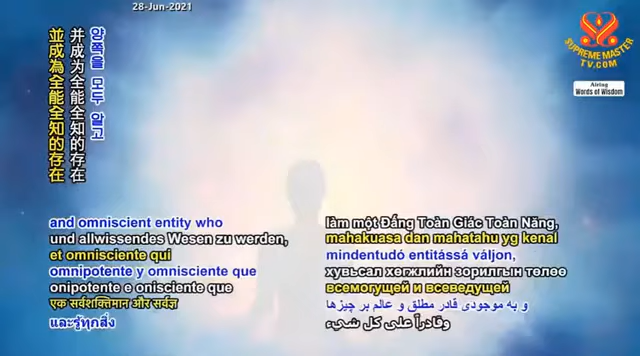 28-Jun-2021
SUPREME MASTER
TV.COM
Airing
Words of Wisdom
양쪽을 모두 알고
并成为全能全知的存在
並成為全能全知的存在
and omniscient entity who
und allwissendes Wesen zu werden,
et omnisciente qui
omnipotente y omnisciente que
onipotente e onisciente que
एक सर्वशक्तिमान और सर्वज्ञ
และรู้ทุกสิ่ง
làm một Đấng Toàn Giác Toàn Năng,
mahakuasa dan mahatahu yg kenal
mindentudó entitássá váljon,
хувьсал хөгжлийн зорилгын төлөө
всемогущей и всеведущей
و به موجودی قادر مطلق و عالم بر چیزها
وقادراً على كل شيء